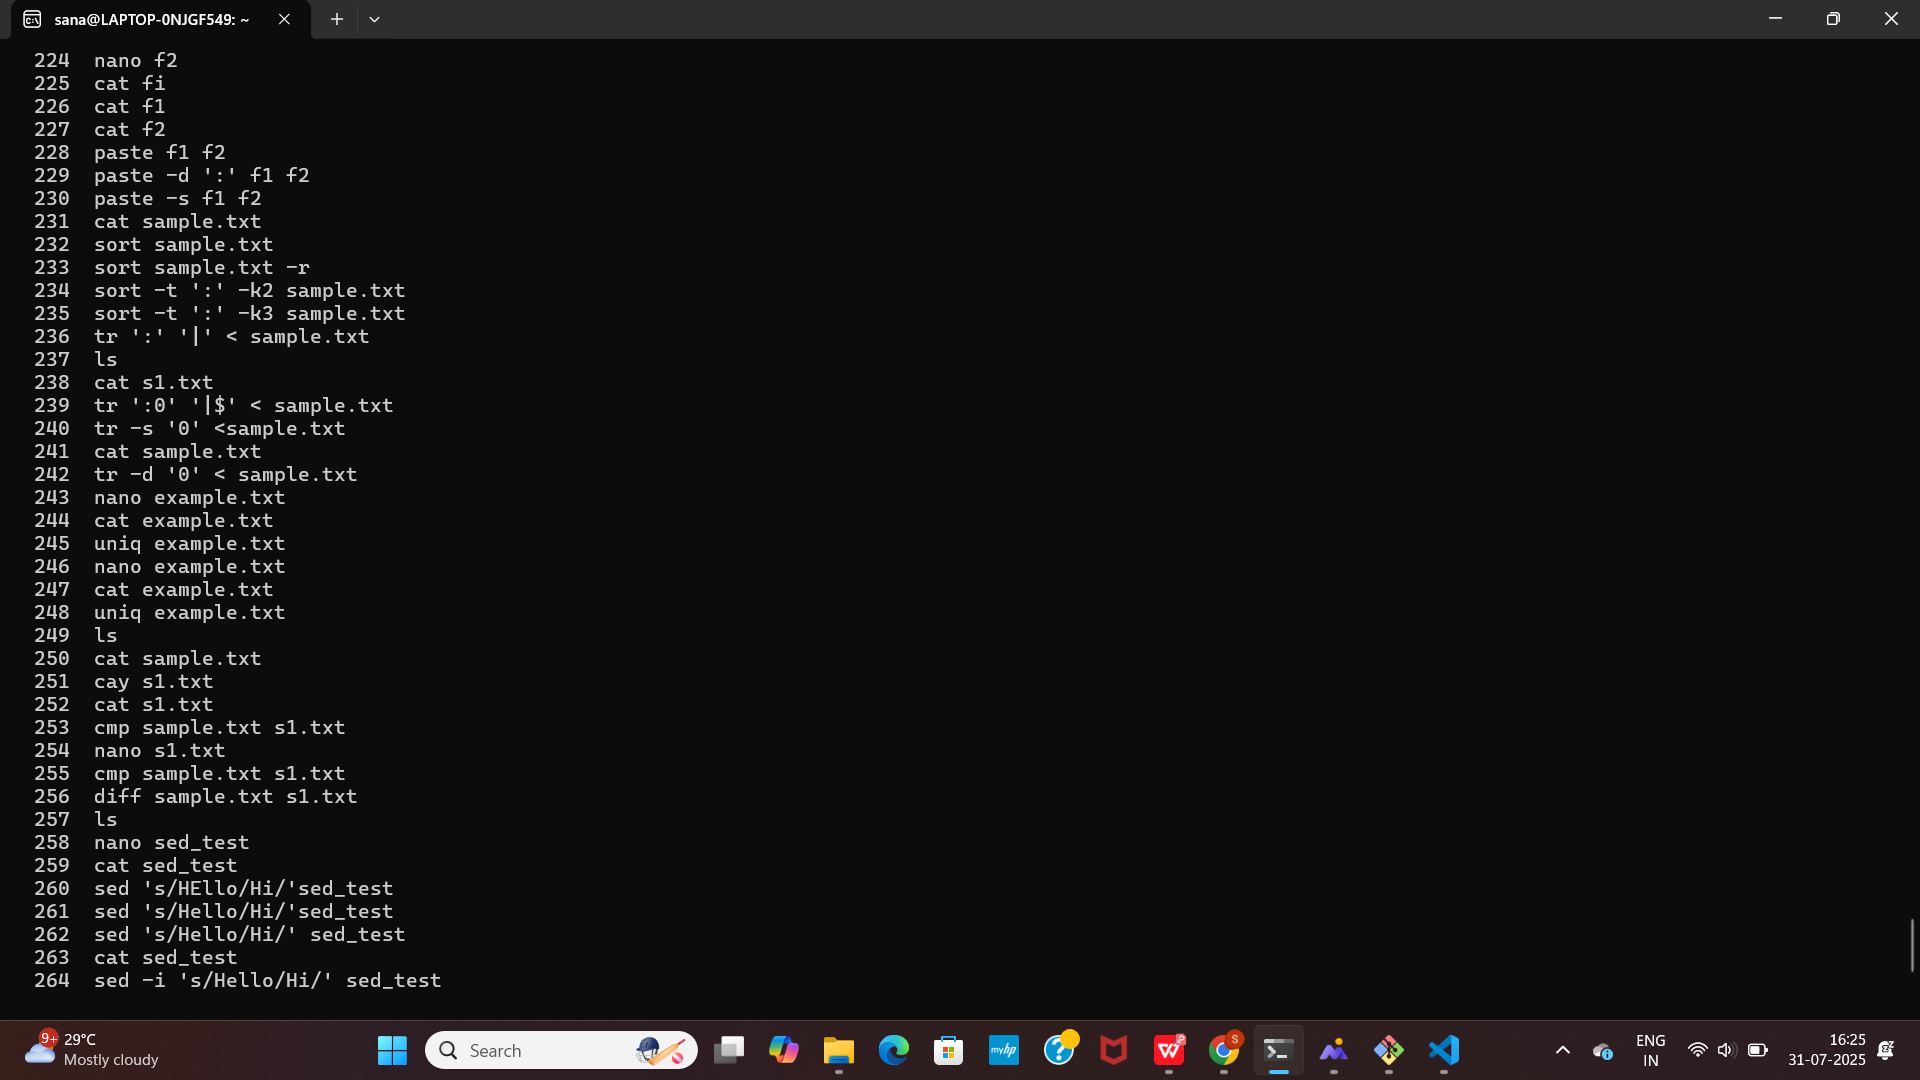 sana@LAPTOP-0NJGF549: ~
224 nano f2
225 cat fi
226 cat f1
227 cat f2
228 paste f1 f2
229 paste -d ':' f1 f2
230 paste -s f1 f2
231 cat sample.txt
232 sort sample.txt
233 sort sample.txt -r
234 sort -t ':' -k2 sample.txt
235 sort -t ':' -k3 sample.txt
236 tr ':' '|' < sample.txt
237 ls
238 cat s1.txt
239 tr ':0' '|$' < sample.txt
240 tr -s '0' <sample.txt
241 cat sample.txt
242 tr -d '0' < sample.txt
243 nano example.txt
244 cat example.txt
245 uniq example.txt
246 nano example.txt
247 cat example.txt
248 uniq example.txt
249 ls
250 cat sample.txt
251 cay s1.txt
252 cat s1.txt
253 cmp sample.txt s1.txt
254 nano s1.txt
255 cmp sample.txt s1.txt
256 diff sample.txt s1.txt
257 ls
258 nano sed_test
259 cat sed_test
260 sed 's/HEllo/Hi/'sed_test
261 sed 's/Hello/Hi/'sed_test
262 sed 's/Hello/Hi/' sed_test
263 cat sed_test
264 sed -i 's/Hello/Hi/' sed_test
9+ 29°C
Mostly cloudy
Search
myhp
S
ENG
IN
16:25
31-07-2025